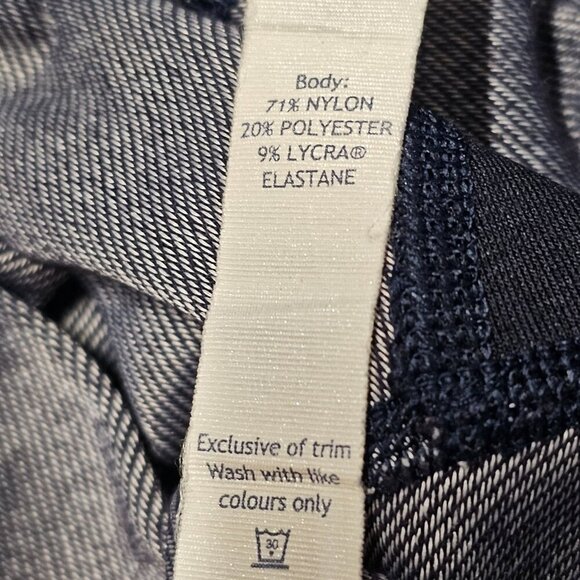 Body:
71% NYLON
20% POLYESTER
9% LYCRA®
ELASTANE
Exclusive of trim
Wash with like
colours only
30